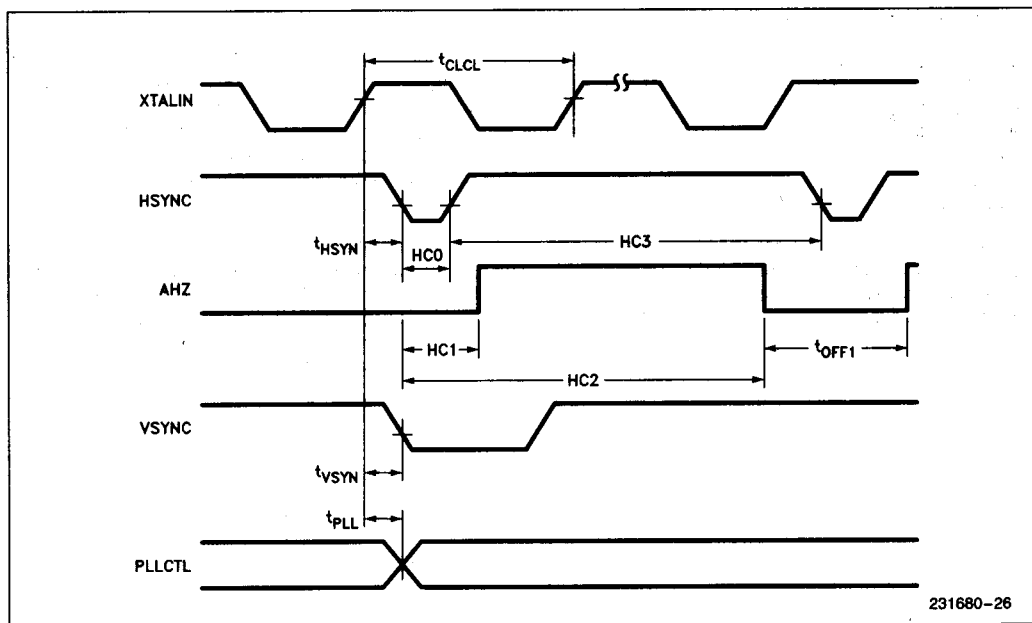 tCLCL
XTALIN
HSYNC
tHSYN
HC0
HC3
AHZ
HC1
tOFF1
HC2
VSYNC
tVSYN
tPLL
PLLCTL
231680-26